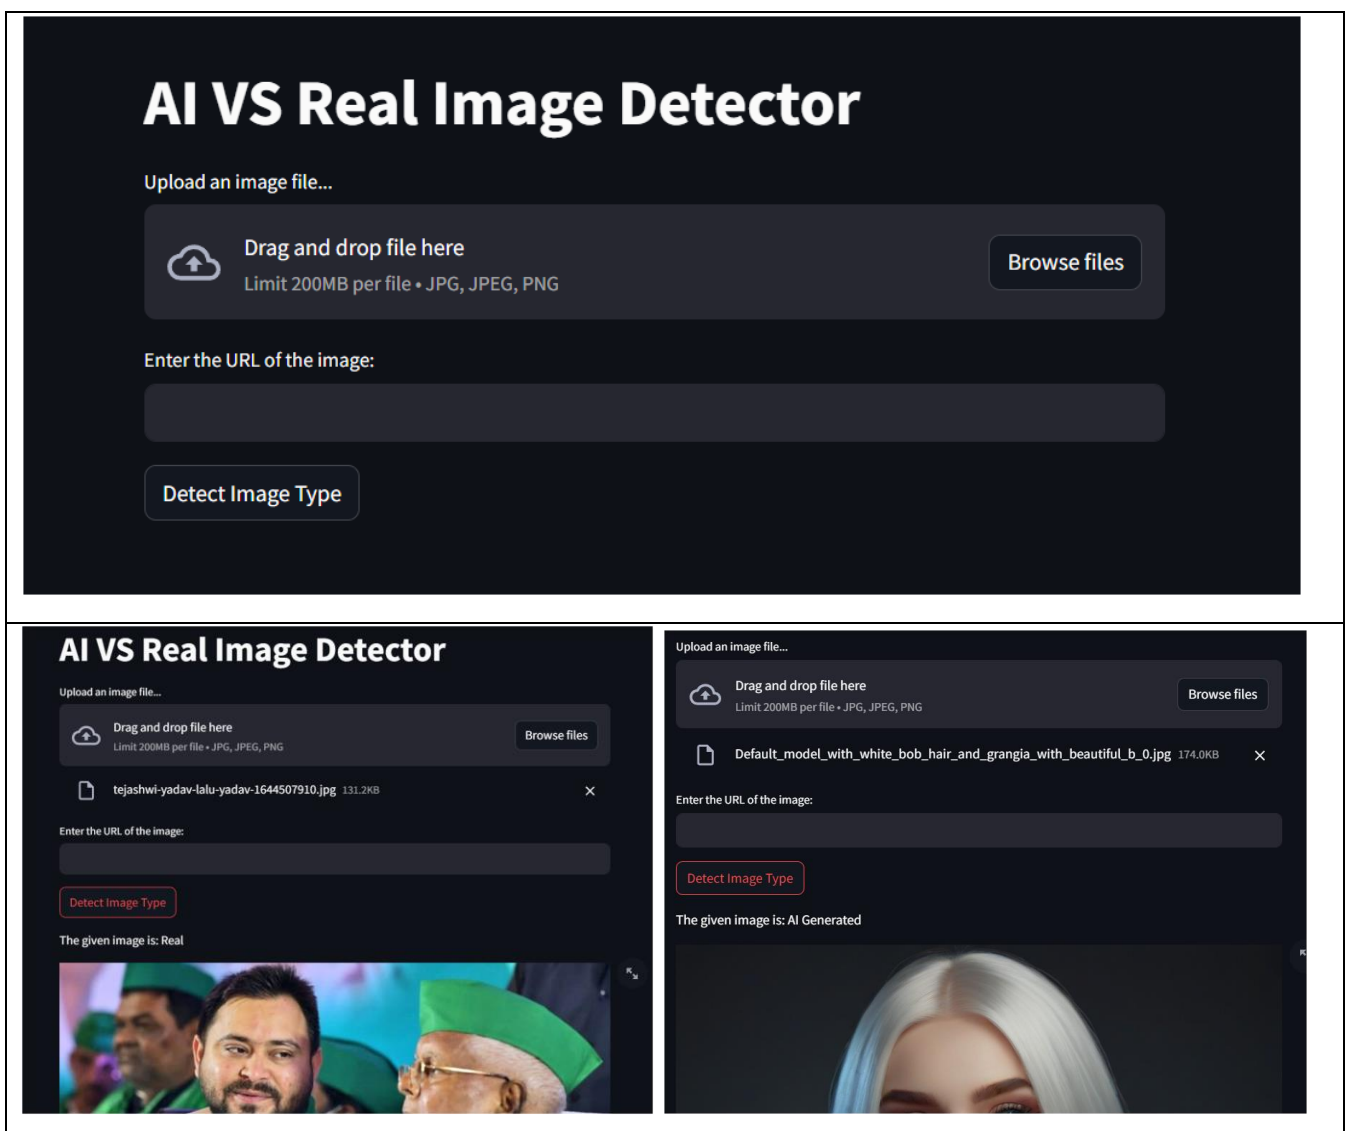 AI VS Real Image Detector
Upload an image file...
Drag and drop file here
Limit 200MB per file • JPG, JPEG, PNG
Browse files
Enter the URL of the image:
Detect Image Type
AI VS Real Image Detector
Upload an image file...
Drag and drop file here
Limit 200MB per file • JPG, JPEG, PNG
Browse files
tejashwi-yadav-lalu-yadav-1644507910.jpg 131.2KB
Enter the URL of the image:
Detect Image Type
The given image is: Real
Upload an image file...
Drag and drop file here
Limit 200MB per file • JPG, JPEG, PNG
Browse files
Default_model_with_white_bob_hair_and_grangia_with_beautiful_b_0.jpg 174.0KB
Enter the URL of the image:
Detect Image Type
The given image is: AI Generated